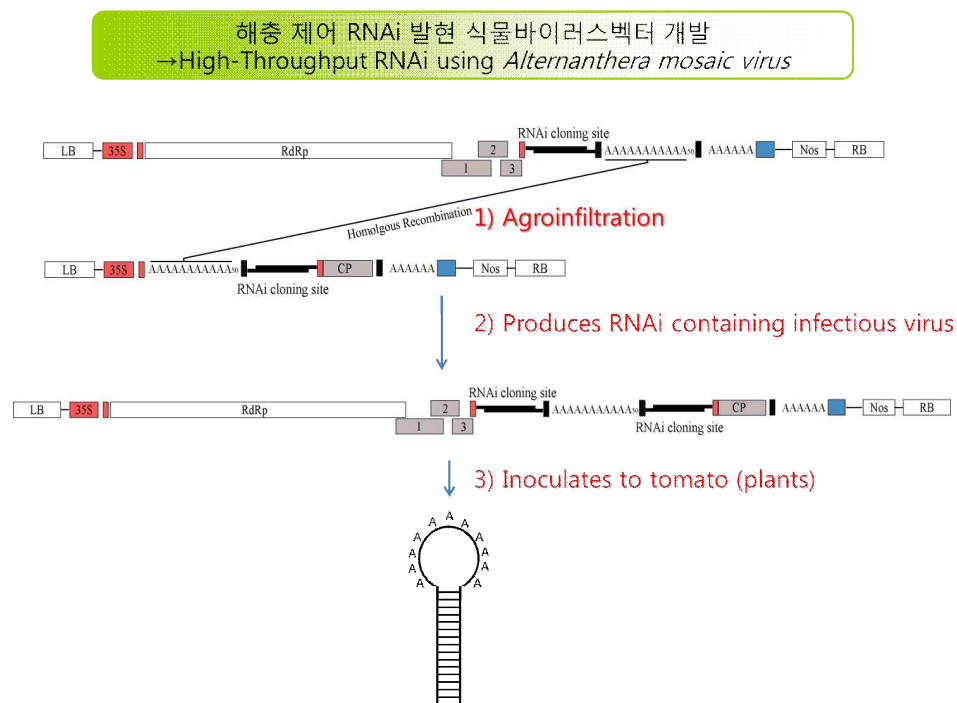 해충 제어 RNAi 발현 식물바이러스벡터 개발
→High-Throughput RNAi using Alternanthera mosaic virus
RNAi cloning site
LB 35S RdRp 1 2 3 AAAAAAAAAAA50 AAAAAA Nos RB
Homolgous Recombination
1) Agroinfiltration
LB 35S AAAAAAAAAAA50 CP AAAAAA Nos RB
RNAi cloning site
2) Produces RNAi containing infectious virus
RNAi cloning site
LB 35S RdRp 1 2 3 AAAAAAAAAAA50 CP AAAAAA Nos RB
RNAi cloning site
3) Inoculates to tomato (plants)
A A A A A A A A A A A